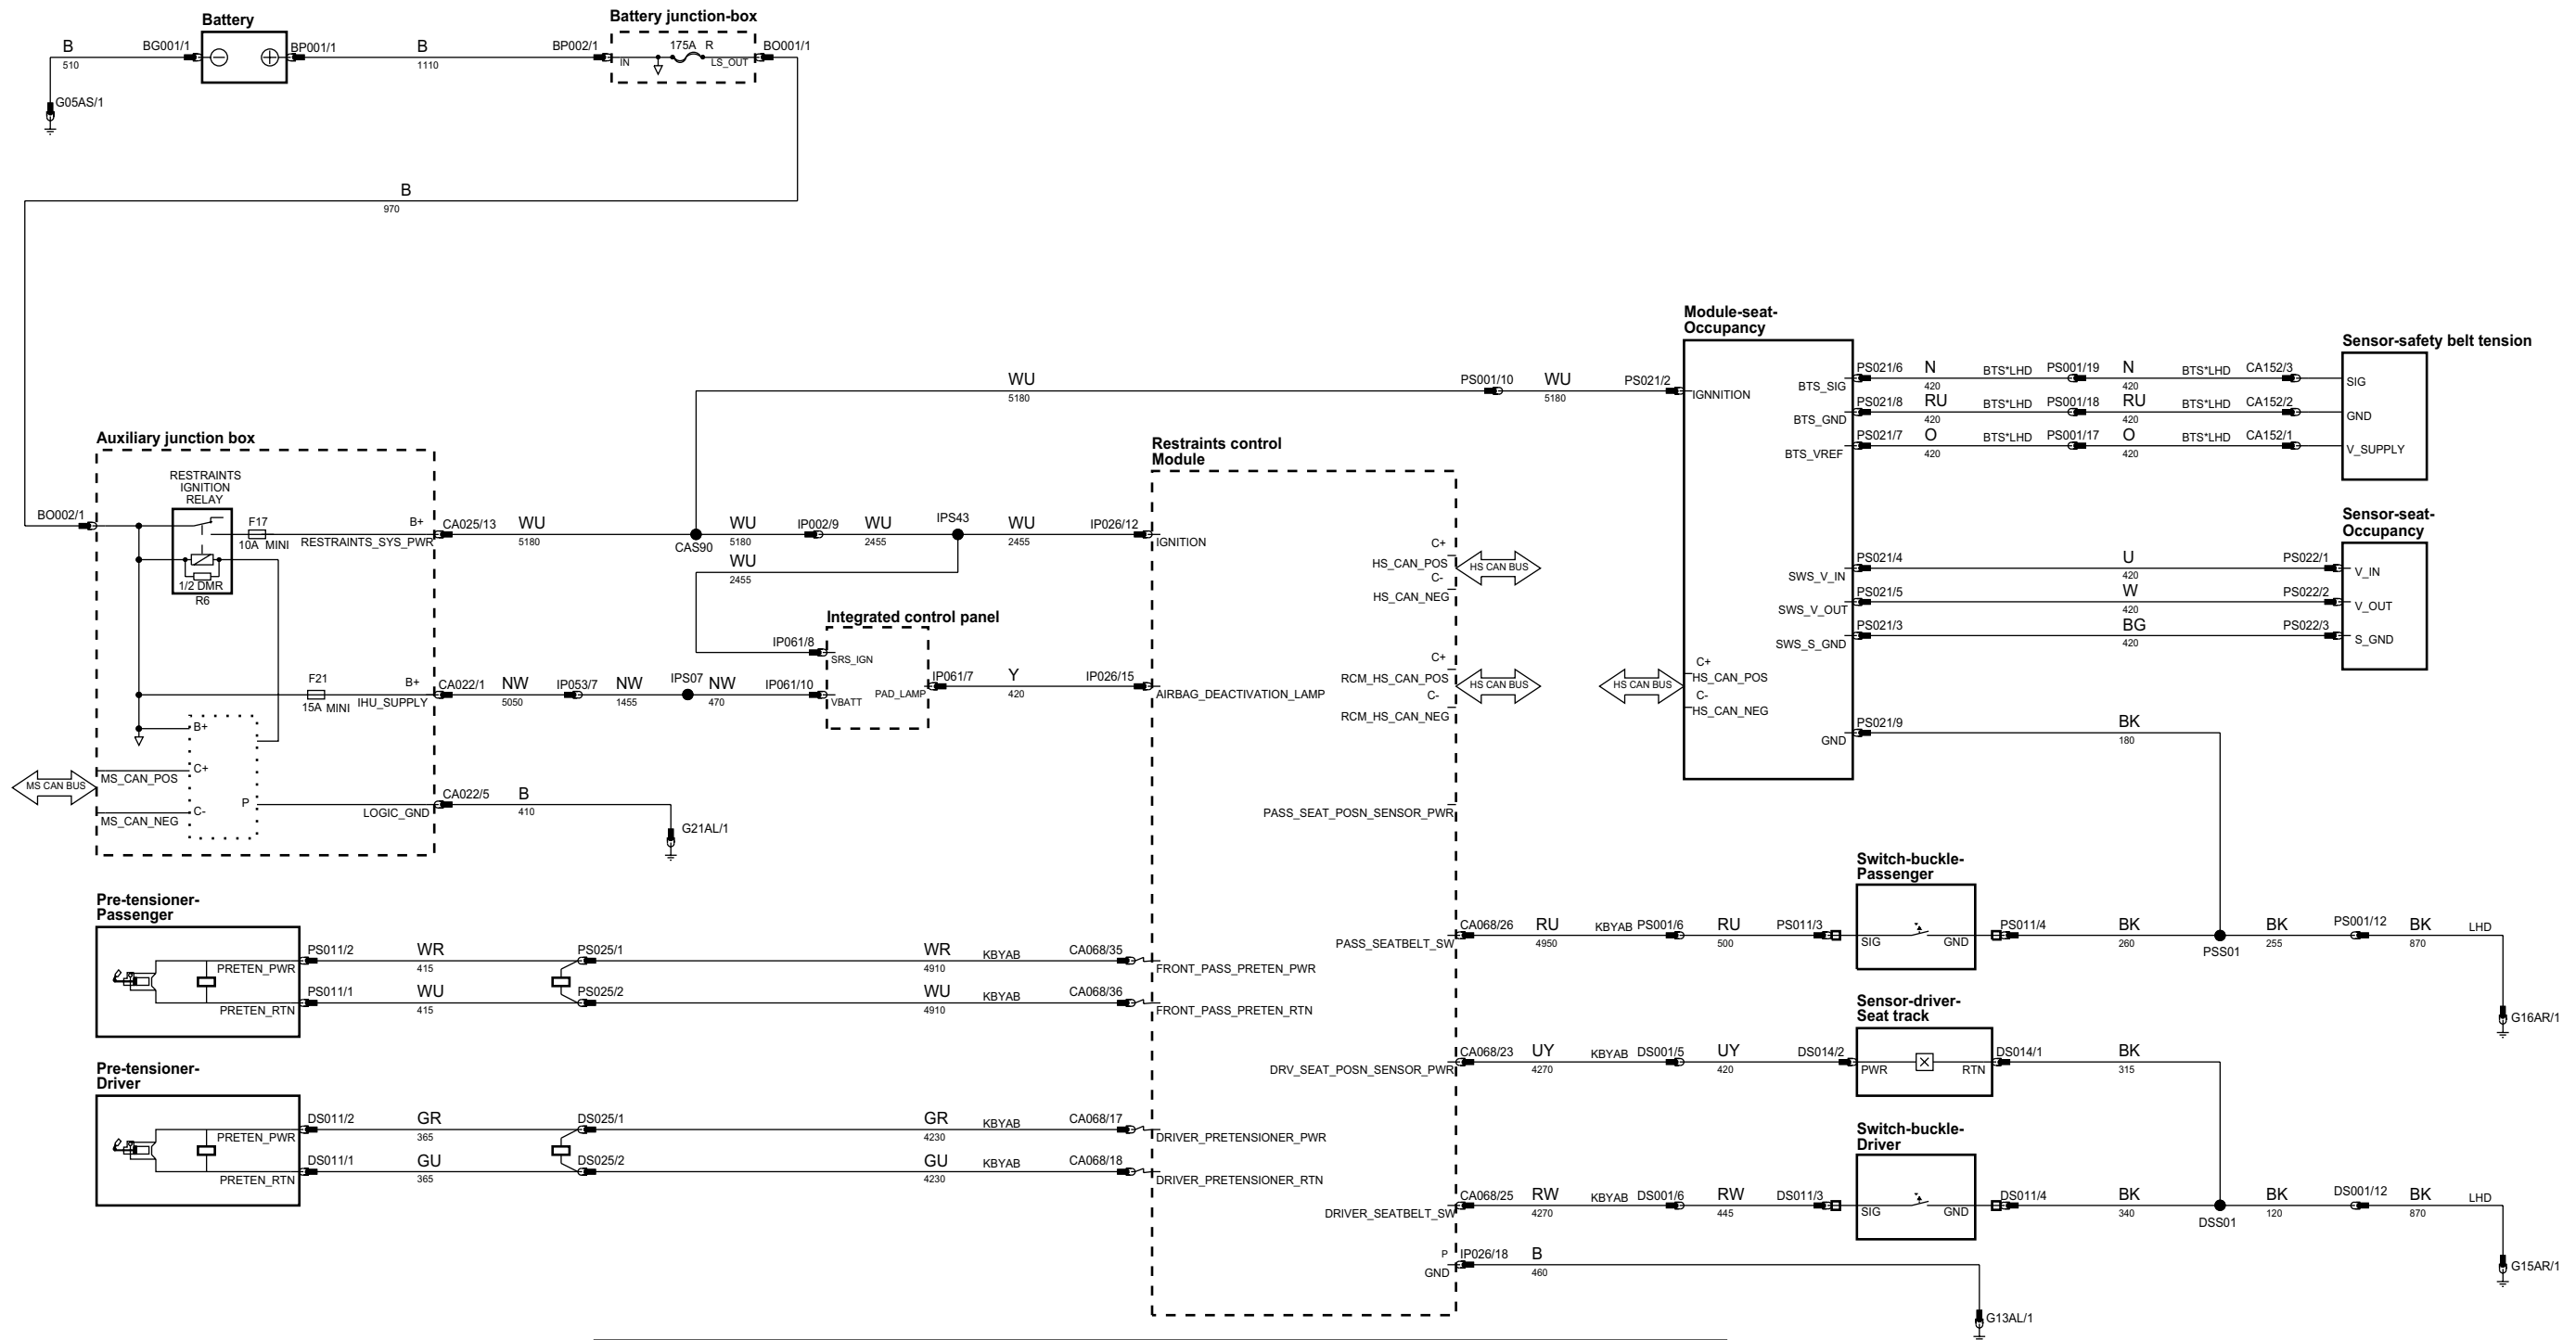 Battery
Battery junction-box
B
510
BG001/1
BP001/1
B
1110
BP002/1
175A R
BO001/1
IN
LS_OUT
G05AS/1
B
970
Module-seat-
Occupancy
Sensor-safety belt tension
WU
5180
PS001/10
WU
5180
PS021/2
IGNNITION
BTS_SIG
PS021/6
N
420
BTS*LHD
PS001/19
N
420
BTS*LHD
CA152/3
SIG
BTS_GND
PS021/8
RU
420
BTS*LHD
PS001/18
RU
420
BTS*LHD
CA152/2
GND
BTS_VREF
PS021/7
O
420
BTS*LHD
PS001/17
O
420
BTS*LHD
CA152/1
V_SUPPLY
Auxiliary junction box
RESTRAINTS
IGNITION
RELAY
BO002/1
F17
10A MINI
B+
RESTRAINTS_SYS_PWR
1/2 DMR
R6
CA025/13
WU
5180
CAS90
WU
5180
IP002/9
WU
2455
IPS43
WU
2455
IP026/12
WU
2455
Restraints control
Module
IGNITION
C+
HS_CAN_POS
C-
HS_CAN_NEG
HS CAN BUS
Sensor-seat-
Occupancy
SWS_V_IN
PS021/4
U
420
PS022/1
V_IN
SWS_V_OUT
PS021/5
W
420
PS022/2
V_OUT
SWS_S_GND
PS021/3
BG
420
PS022/3
S_GND
Integrated control panel
IP061/8
SRS_IGN
F21
15A MINI
B+
IHU_SUPPLY
CA022/1
NW
5050
IP053/7
NW
1455
IPS07
NW
470
IP061/10
VBATT
PAD_LAMP
IP061/7
Y
420
IP026/15
AIRBAG_DEACTIVATION_LAMP
C+
RCM_HS_CAN_POS
C-
RCM_HS_CAN_NEG
HS CAN BUS
HS CAN BUS
C+
HS_CAN_POS
C-
HS_CAN_NEG
GND
PS021/9
BK
180
B+
MS CAN BUS
MS_CAN_POS
C+
MS_CAN_NEG
C-
P
LOGIC_GND
CA022/5
B
410
G21AL/1
PASS_SEAT_POSN_SENSOR_PWR
Switch-buckle-
Passenger
PASS_SEATBELT_SW
CA068/26
RU
4950
KBYAB
PS001/6
RU
500
PS011/3
SIG
GND
PS011/4
BK
260
PSS01
BK
255
PS001/12
BK
870
LHD
G16AR/1
Pre-tensioner-
Passenger
PRETEN_PWR
PS011/2
WR
415
PS025/1
WR
4910
KBYAB
CA068/35
FRONT_PASS_PRETEN_PWR
PRETEN_RTN
PS011/1
WU
415
PS025/2
WU
4910
KBYAB
CA068/36
FRONT_PASS_PRETEN_RTN
Sensor-driver-
Seat track
DRV_SEAT_POSN_SENSOR_PWR
CA068/23
UY
4270
KBYAB
DS001/5
UY
420
DS014/2
PWR
RTN
DS014/1
BK
315
Pre-tensioner-
Driver
PRETEN_PWR
DS011/2
GR
365
DS025/1
GR
4230
KBYAB
CA068/17
DRIVER_PRETENSIONER_PWR
PRETEN_RTN
DS011/1
GU
365
DS025/2
GU
4230
KBYAB
CA068/18
DRIVER_PRETENSIONER_RTN
Switch-buckle-
Driver
DRIVER_SEATBELT_SW
CA068/25
RW
4270
KBYAB
DS001/6
RW
445
DS011/3
SIG
GND
DS011/4
BK
340
DSS01
BK
120
DS001/12
BK
870
LHD
G15AR/1
P
GND
IP026/18
B
460
G13AL/1